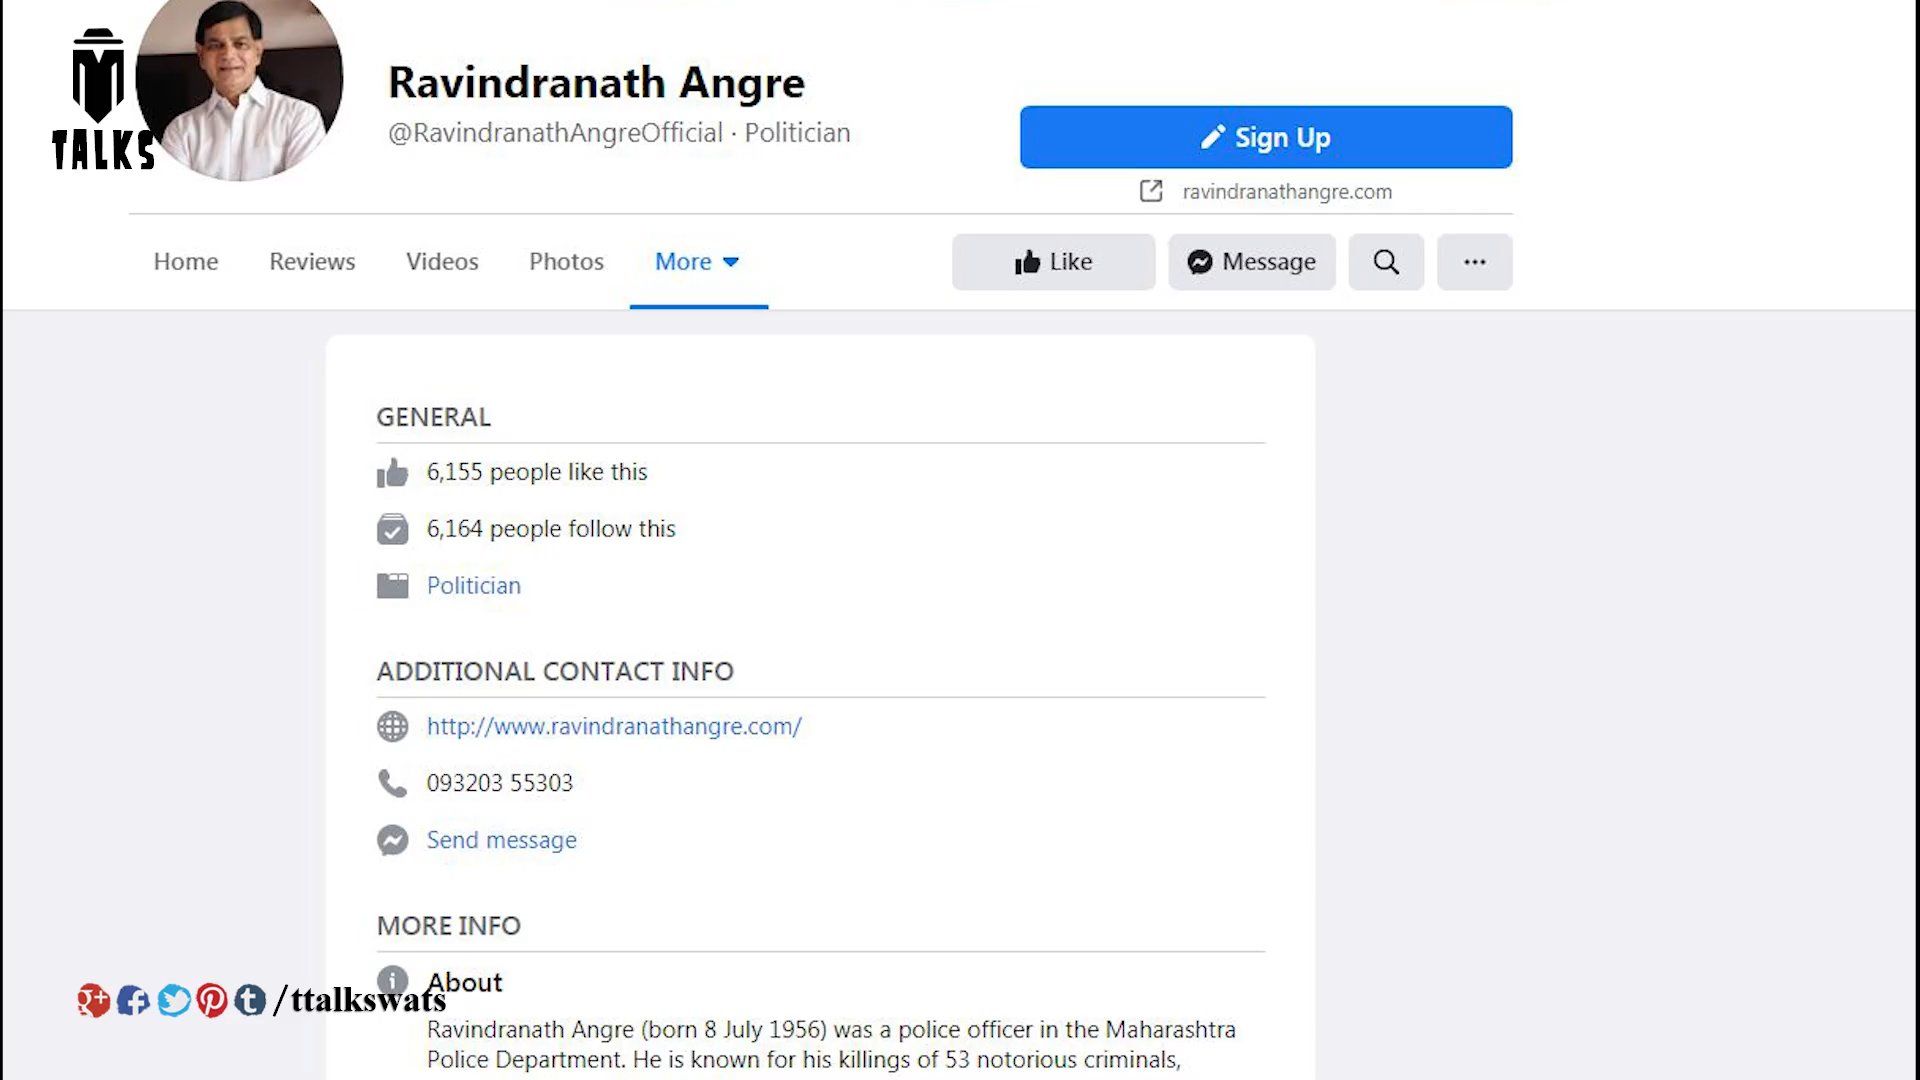 TALKS
Ravindranath Angre
@RavindranathAngreOfficial · Politician
Sign Up
ravindranathangre.com
Home Reviews Videos Photos More Like Message
GENERAL
6,155 people like this
6,164 people follow this
Politician
ADDITIONAL CONTACT INFO
http://www.ravindranathangre.com/
093203 55303
Send message
MORE INFO
About
/ttalkswats
Ravindranath Angre (born 8 July 1956) was a police officer in the Maharashtra
Police Department. He is known for his killings of 53 notorious criminals,